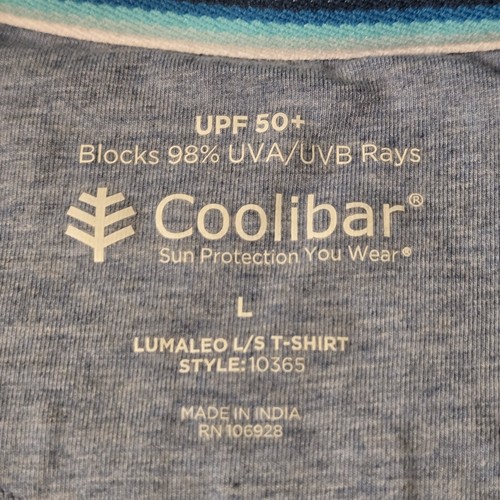 UPF 50+
Blocks 98% UVA/UVB Rays
Coolibar®
Sun Protection You Wear®
L
LUMALEO L/S T-SHIRT
STYLE: 10365
MADE IN INDIA
RN 106928